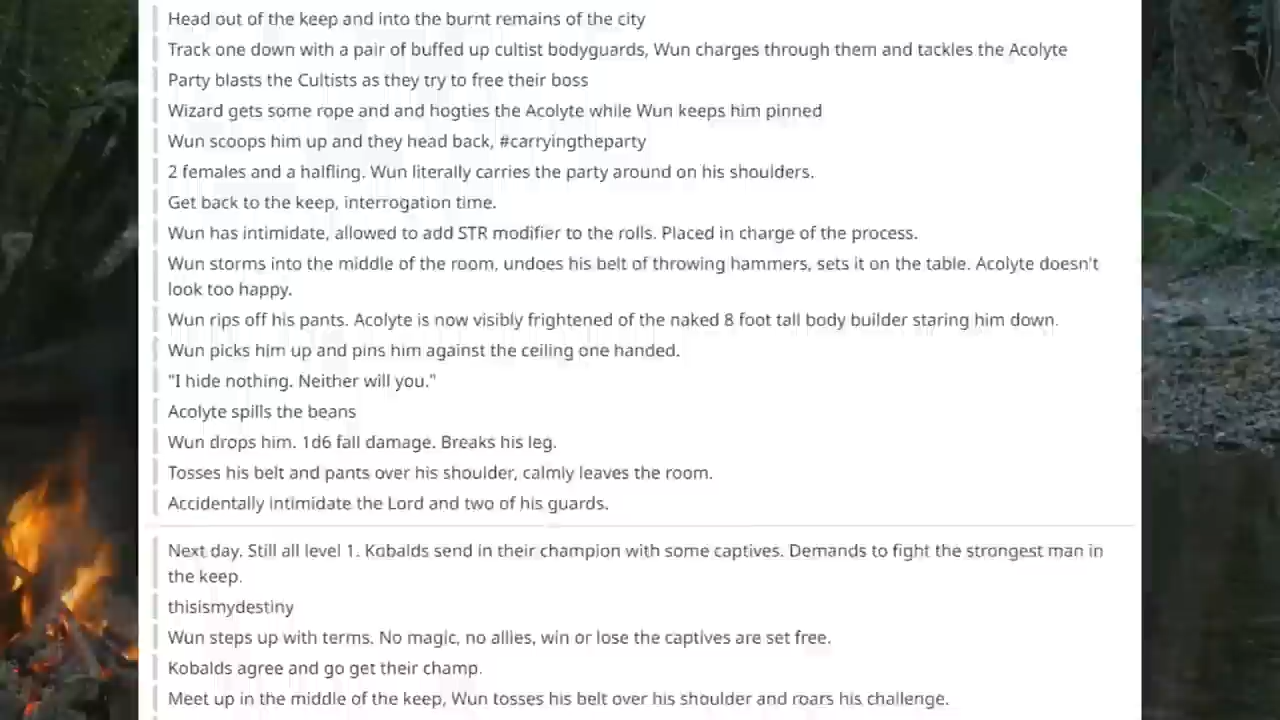 Head out of the keep and into the burnt remains of the city
Track one down with a pair of buffed up cultist bodyguards, Wun charges through them and tackles the Acolyte
Party blasts the Cultists as they try to free their boss
Wizard gets some rope and and hogties the Acolyte while Wun keeps him pinned
Wun scoops him up and they head back, #carryingtheparty
2 females and a halfling. Wun literally carries the party around on his shoulders.
Get back to the keep, interrogation time.
Wun has intimidate, allowed to add STR modifier to the rolls. Placed in charge of the process.
Wun storms into the middle of the room, undoes his belt of throwing hammers, sets it on the table. Acolyte doesn't
look too happy.
Wun rips off his pants. Acolyte is now visibly frightened of the naked 8 foot tall body builder staring him down.
Wun picks him up and pins him against the ceiling one handed.
"I hide nothing. Neither will you."
Acolyte spills the beans
Wun drops him. 1d6 fall damage. Breaks his leg.
Tosses his belt and pants over his shoulder, calmly leaves the room.
Accidentally intimidate the Lord and two of his guards.
Next day. Still all level 1. Kobalds send in their champion with some captives. Demands to fight the strongest man in
the keep.
thisismydestiny
Wun steps up with terms. No magic, no allies, win or lose the captives are set free.
Kobalds agree and go get their champ.
Meet up in the middle of the keep, Wun tosses his belt over his shoulder and roars his challenge.